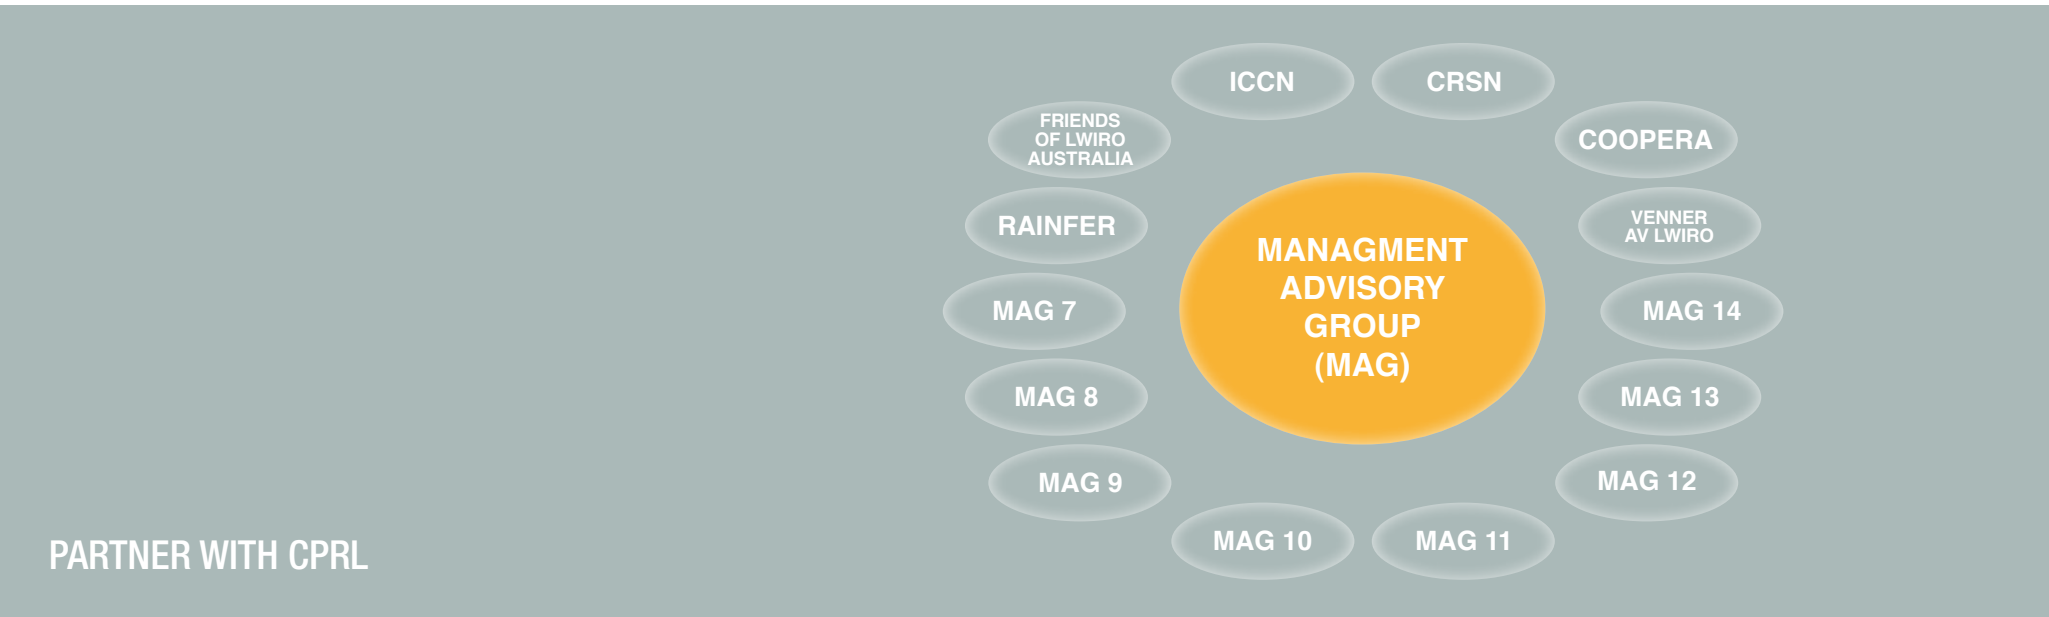 ICCN
CRSN
FRIENDS
OF LWIRO
AUSTRALIA
COOPERA
RAINFER
VENNER
AV LWIRO
MANAGMENT
ADVISORY
GROUP
(MAG)
MAG 7
MAG 14
MAG 8
MAG 13
MAG 9
MAG 12
MAG 10
MAG 11
PARTNER WITH CPRL